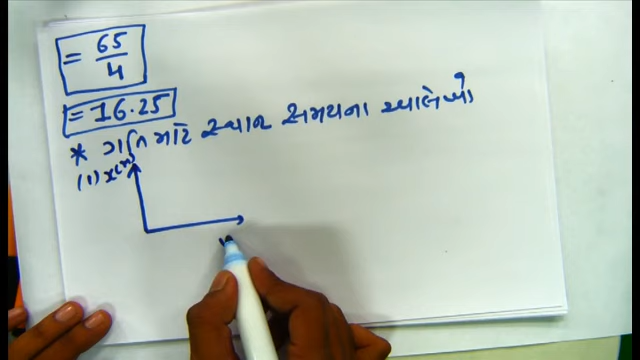 = 65/4
= 16.25
* ગતિ માટે સ્થાન સમયના આલેખો
(1) x(m)